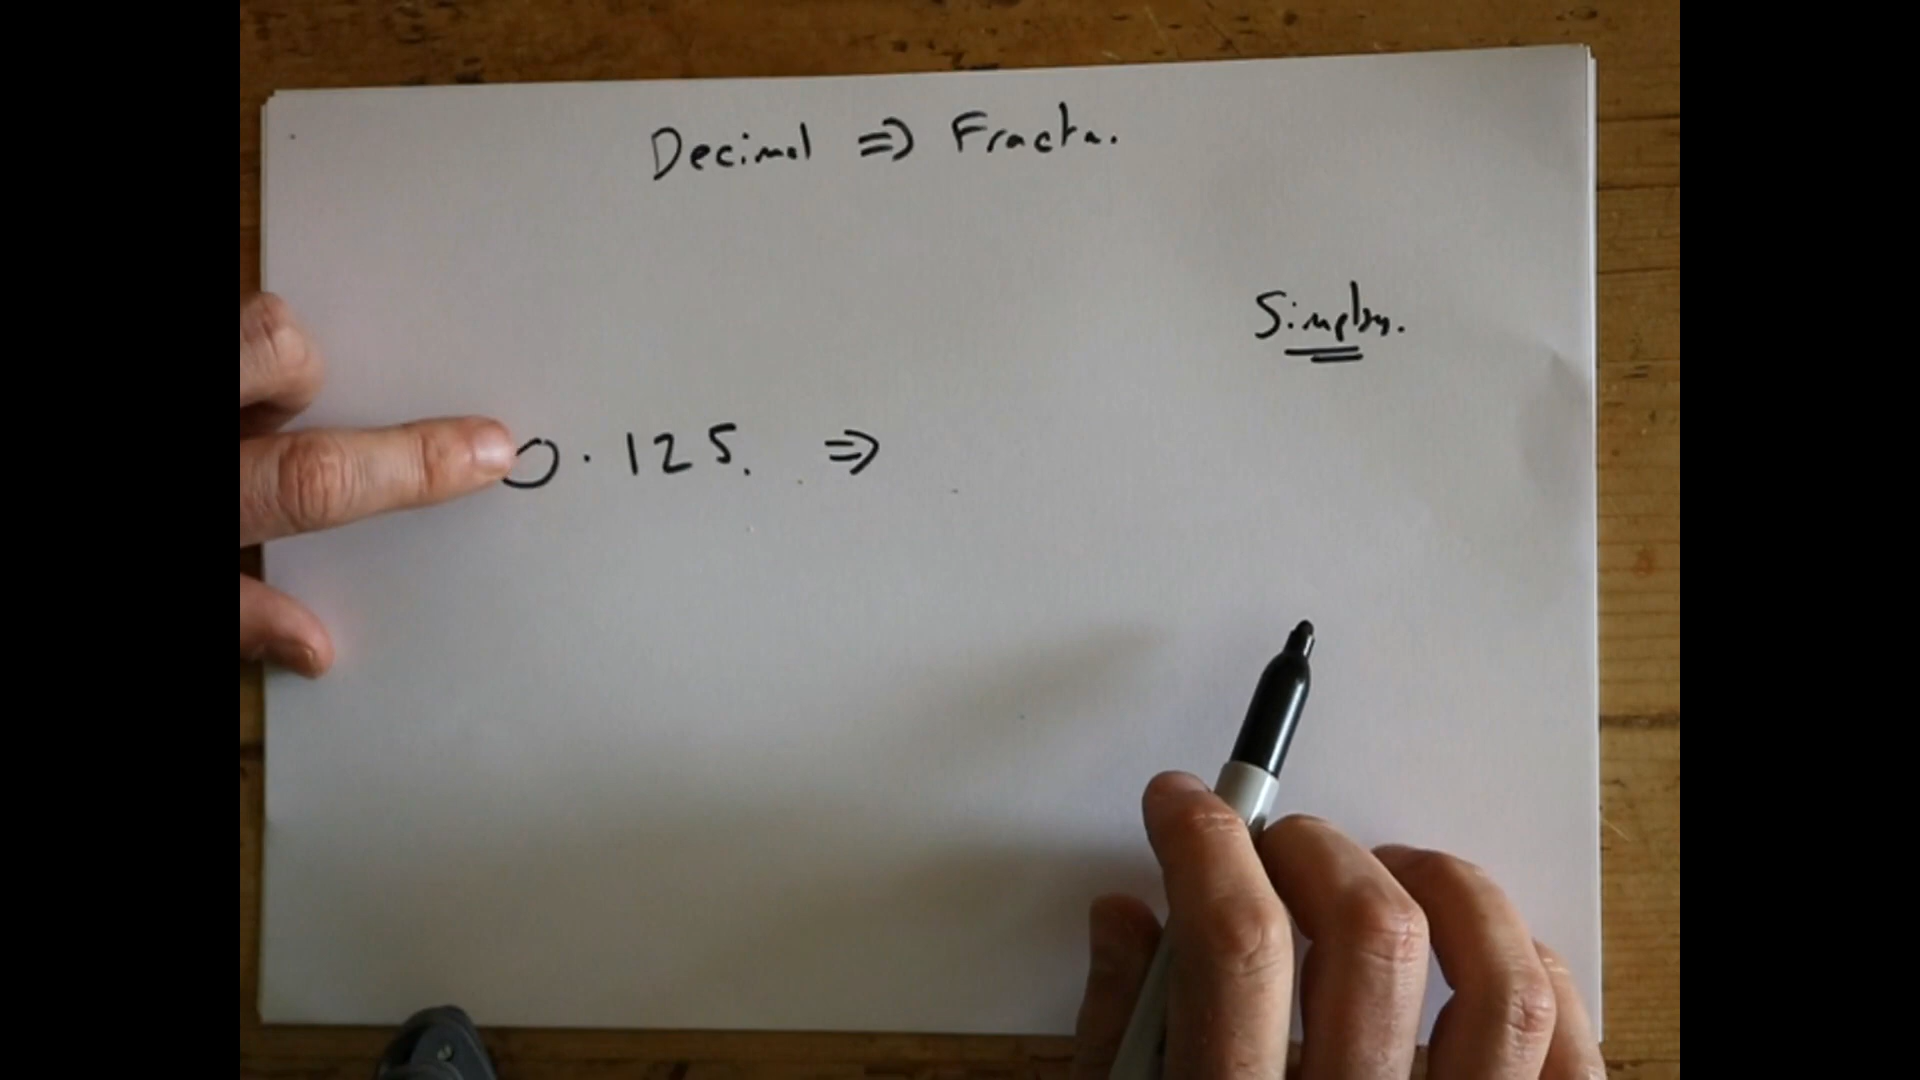 Decimal ⇒ Fractn.
Simplfy.
0.125. ⇒